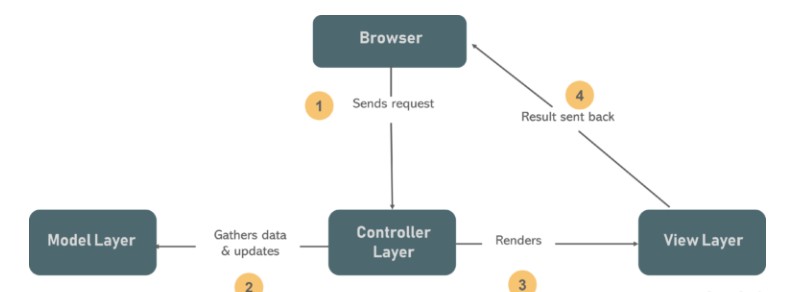 Browser
1
Sends request
4
Result sent back
Model Layer
Gathers data
& updates
2
Controller
Layer
Renders
3
View Layer